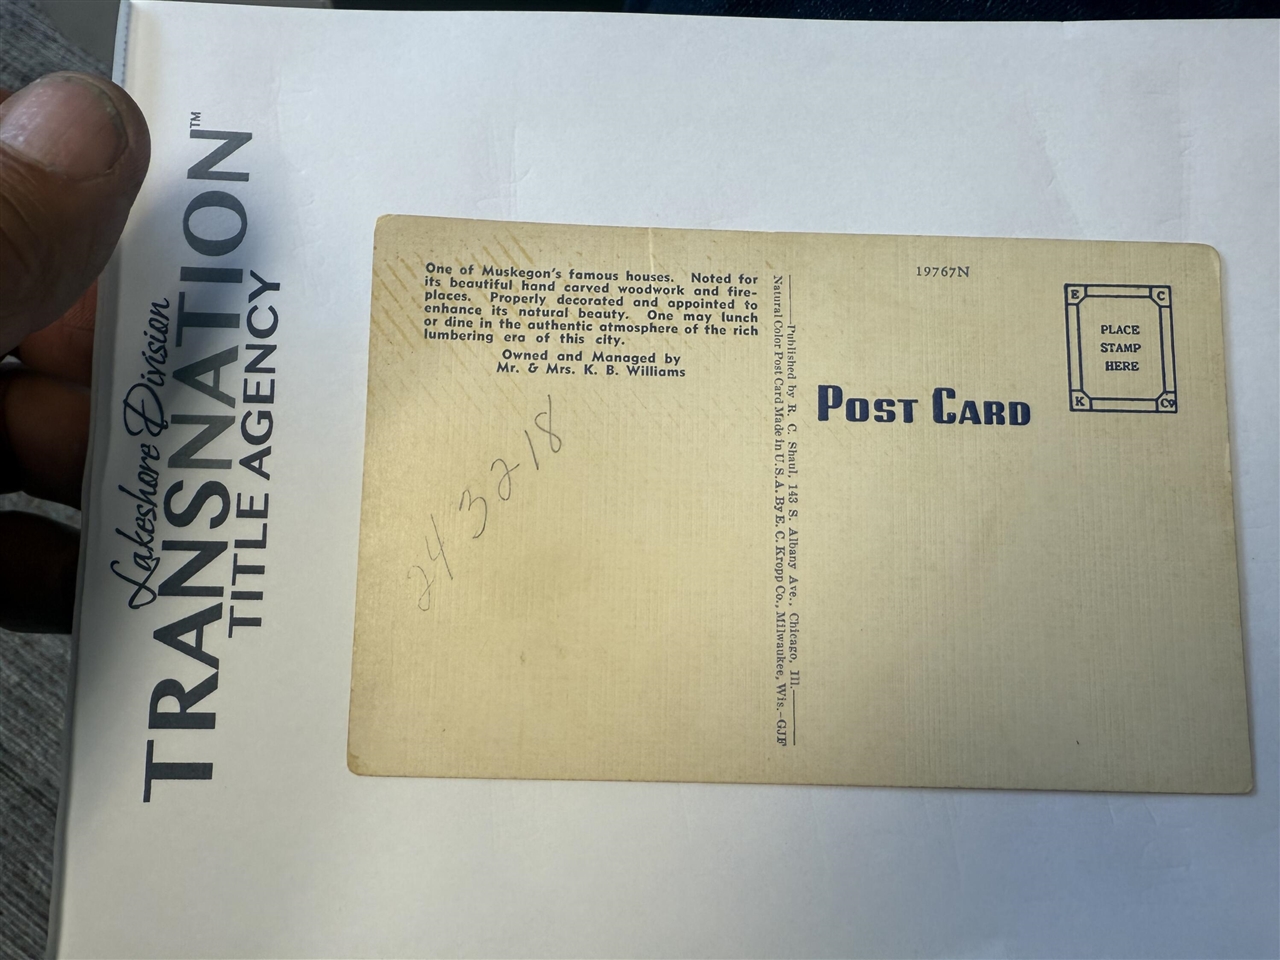 Lakeshore Division
TRANSNATION™
TITLE AGENCY
One of Muskegon's famous houses. Noted for
its beautiful hand carved woodwork and fire-
places. Properly decorated and appointed to
enhance its natural beauty. One may lunch
or dine in the authentic atmosphere of the rich
lumbering era of this city.
Owned and Managed by
Mr. & Mrs. K. B. Williams
243218
Published by R. C. Shaul, 143 S. Albany Ave., Chicago, Ill.
Natural Color Post Card Made in U.S.A. By E. C. Kropp Co., Milwaukee, Wis.-GJF
19767N
POST CARD
E C
PLACE
STAMP
HERE
K Co